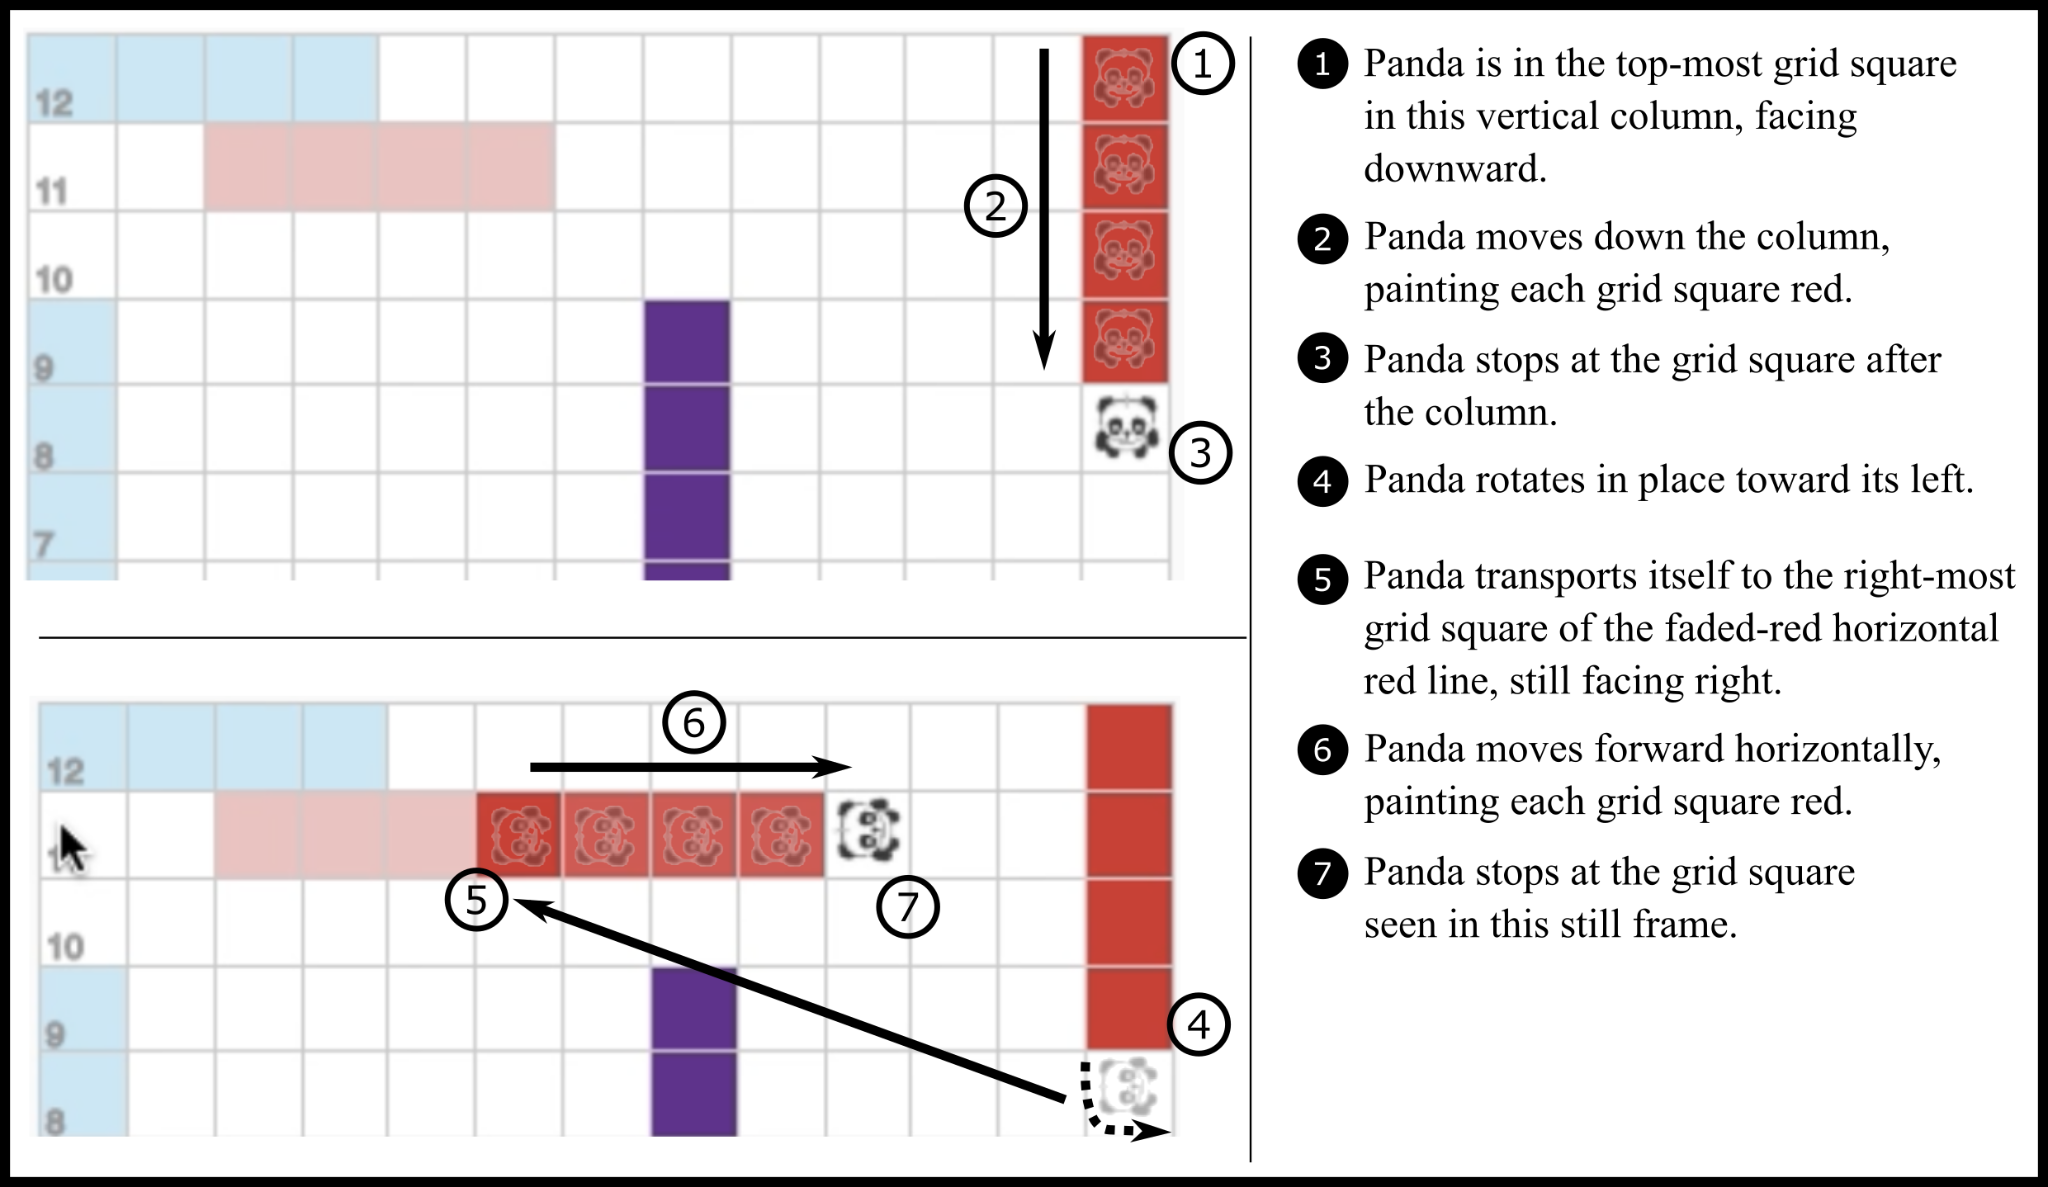 12
11
10
9
8
7
1
2
3
12
10
9
8
6
5
7
4
1 Panda is in the top-most grid square
in this vertical column, facing
downward.
2 Panda moves down the column,
painting each grid square red.
3 Panda stops at the grid square after
the column.
4 Panda rotates in place toward its left.
5 Panda transports itself to the right-most
grid square of the faded-red horizontal
red line, still facing right.
6 Panda moves forward horizontally,
painting each grid square red.
7 Panda stops at the grid square
seen in this still frame.